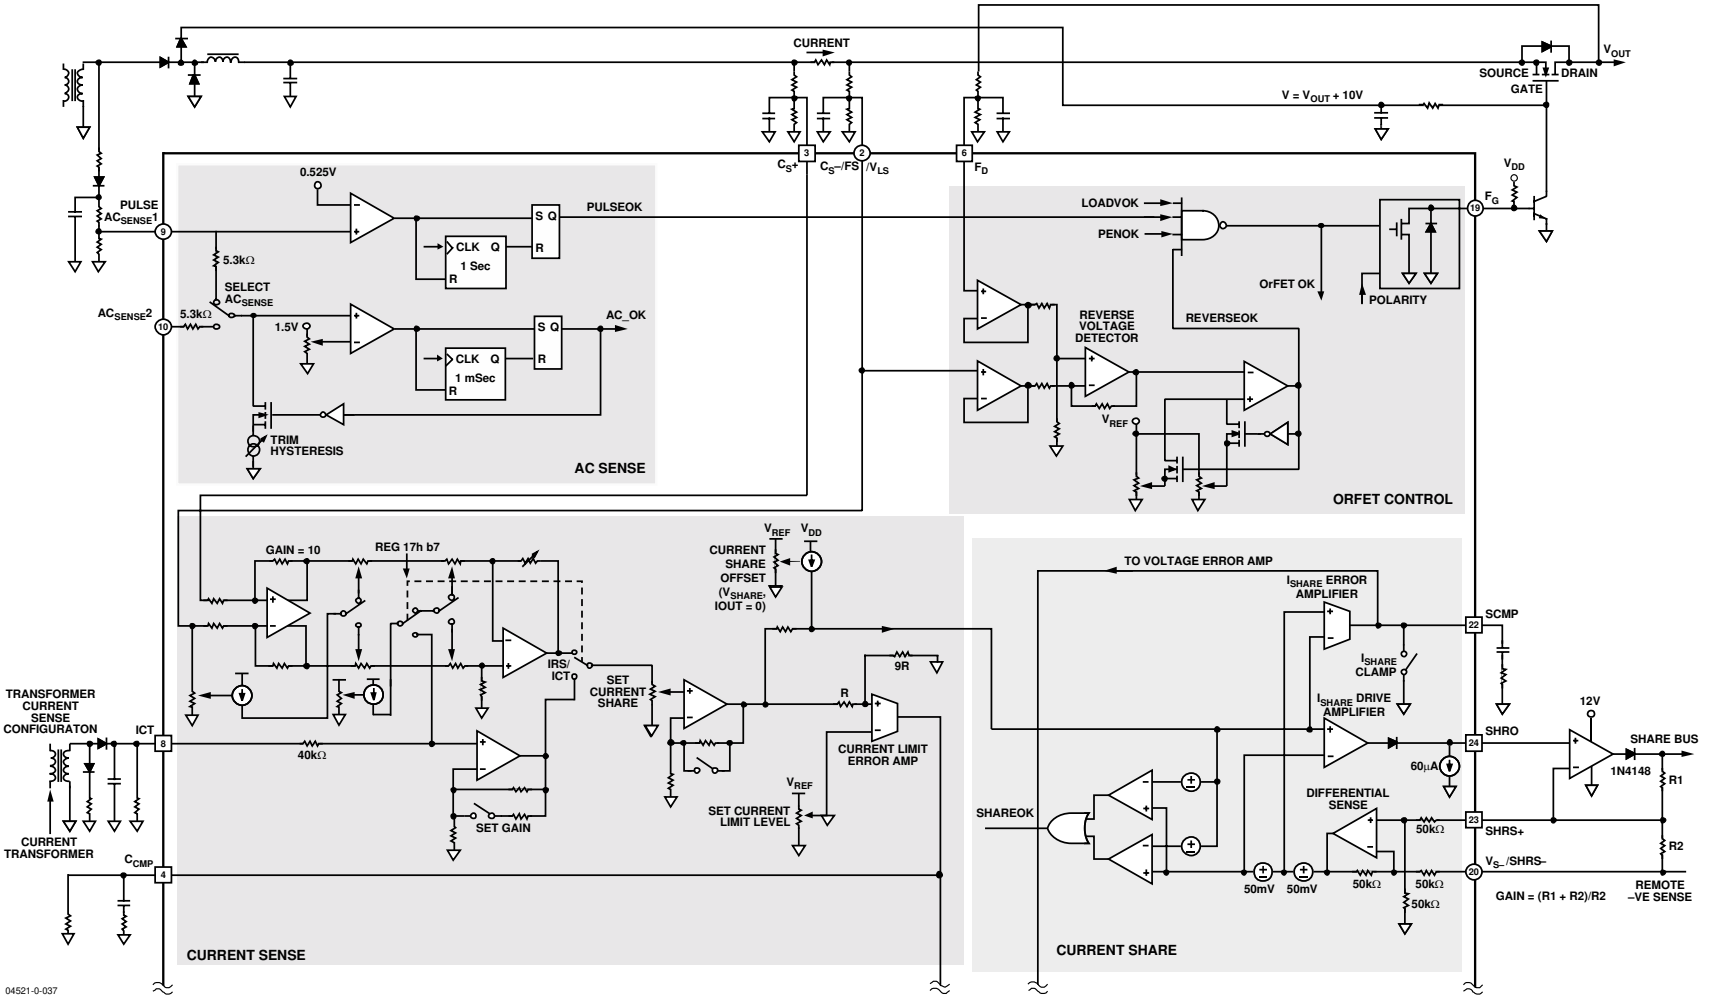 CURRENT
VOUT
SOURCE
DRAIN
GATE
V = VOUT + 10V
3
2
6
CS+
CS–/FS
/VLS
FD
VDD
FG
19
PULSE
ACSENSE1
9
0.525V
PULSEOK
S Q
R
CLK Q
1 Sec
R
5.3kΩ
SELECT
ACSENSE
ACSENSE2
10
5.3kΩ
1.5V
AC_OK
S Q
R
CLK Q
1 mSec
R
TRIM
HYSTERESIS
AC SENSE
LOADVOK
PENOK
OrFET OK
POLARITY
REVERSEOK
REVERSE
VOLTAGE
DETECTOR
VREF
ORFET CONTROL
GAIN = 10
REG 17h b7
VREF
VDD
CURRENT
SHARE
OFFSET
(VSHARE,
IOUT = 0)
IRS/
ICT
SET
CURRENT
SHARE
R
9R
CURRENT LIMIT
ERROR AMP
VREF
SET CURRENT
LIMIT LEVEL
TRANSFORMER
CURRENT
SENSE
CONFIGURATON
ICT
8
40kΩ
SET GAIN
CURRENT
TRANSFORMER
CCMP
4
CURRENT SENSE
TO VOLTAGE ERROR AMP
ISHARE ERROR
AMPLIFIER
SCMP
22
ISHARE
CLAMP
ISHARE DRIVE
AMPLIFIER
SHRO
24
60μA
12V
SHARE BUS
1N4148
R1
DIFFERENTIAL
SENSE
SHAREOK
50kΩ
23
SHRS+
R2
50mV
50mV
50kΩ
50kΩ
50kΩ
VS–/SHRS–
20
GAIN = (R1 + R2)/R2
REMOTE
–VE SENSE
CURRENT SHARE
04521-0-037